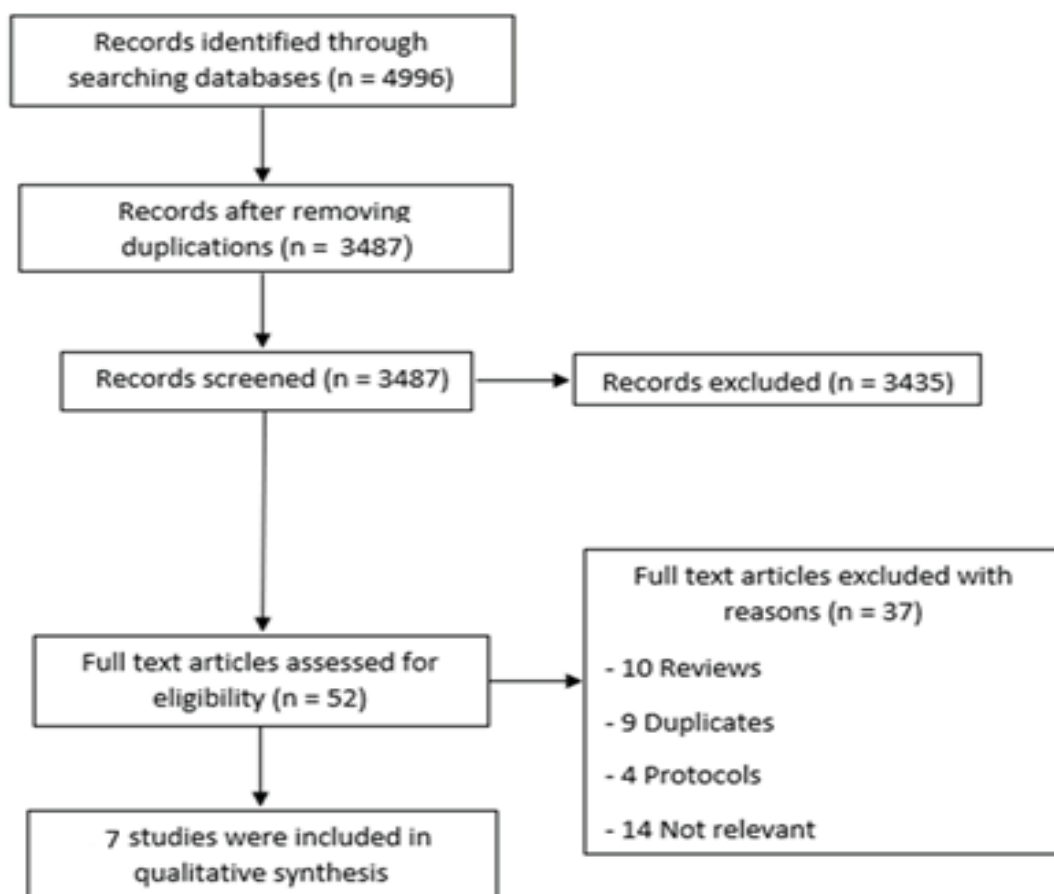 Records identified through
searching databases (n = 4996)
Records after removing
duplications (n = 3487)
Records screened (n = 3487)
Records excluded (n = 3435)
Full text articles assessed for
eligibility (n = 52)
Full text articles excluded with
reasons (n = 37)
- 10 Reviews
- 9 Duplicates
- 4 Protocols
- 14 Not relevant
7 studies were included in
qualitative synthesis